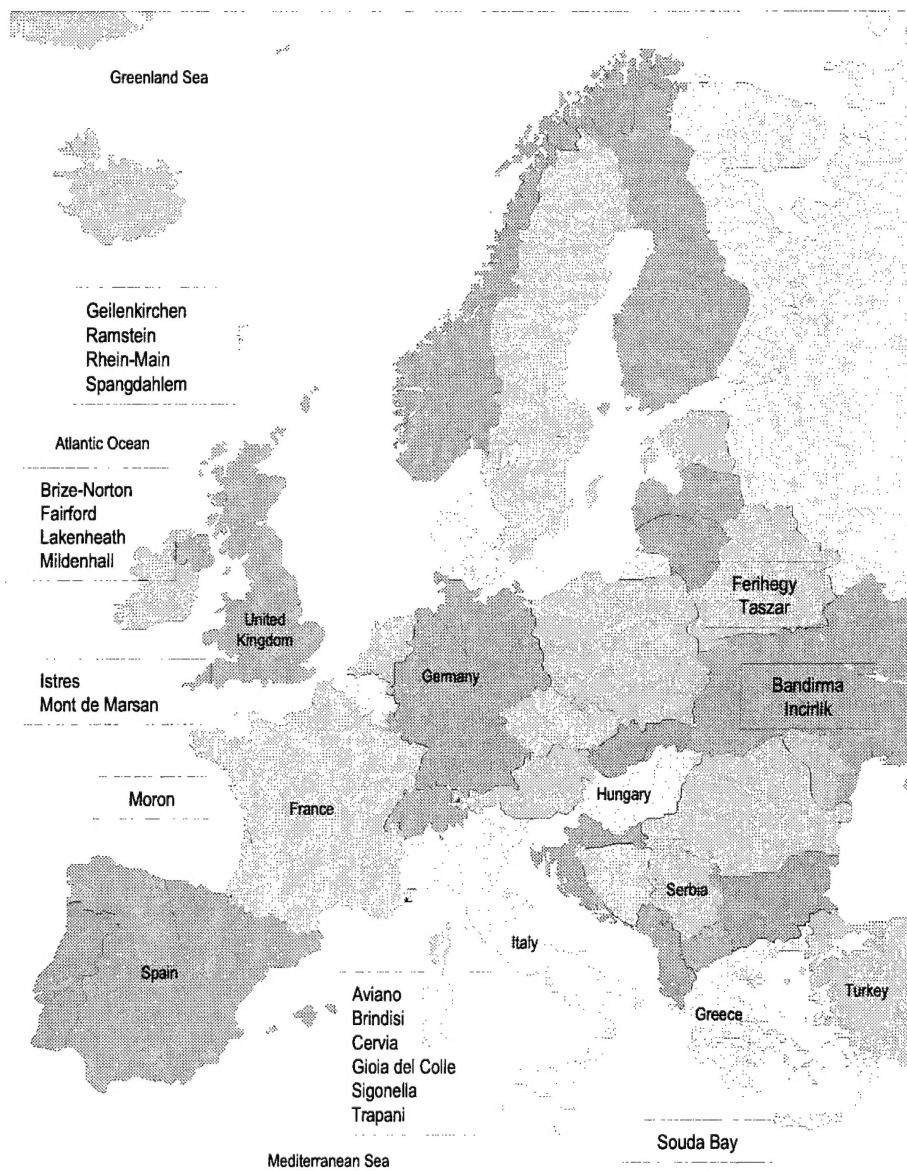 Greenland Sea
Geilenkirchen
Ramstein
Rhein-Main
Spangdahlem
Atlantic Ocean
Brize-Norton
Fairford
Lakenheath
Mildenhall
Ferihegy
Taszar
United
Kingdom
Germany
Istres
Mont de Marsan
Bandirma
Incirlik
Moron
France
Hungary
Serbia
Italy
Spain
Turkey
Greece
Aviano
Brindisi
Cervia
Gioia del Colle
Sigonella
Trapani
Souda Bay
Mediterranean Sea